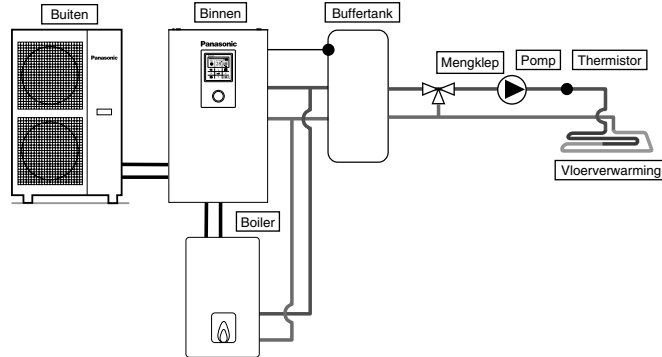 Buiten
Binnen
Buffertank
Panasonic
Panasonic
Mengklep
Pomp
Thermistor
Vloerverwarming
Boiler